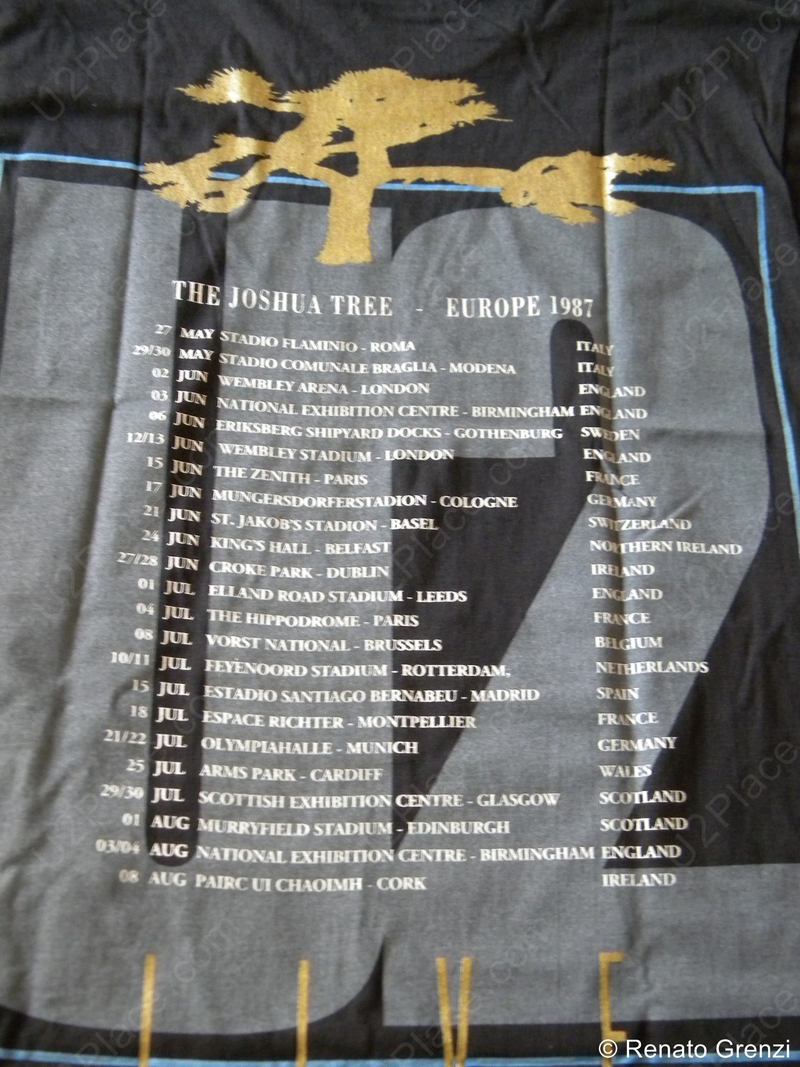 THE JOSHUA TREE - EUROPE 1987
27 MAY STADIO FLAMINIO - ROMA ITALY
29/30 MAY STADIO COMUNALE BRAGLIA - MODENA ITALY
02 JUN WEMBLEY ARENA - LONDON ENGLAND
03 JUN NATIONAL EXHIBITION CENTRE - BIRMINGHAM ENGLAND
06 JUN ERIKSBERG SHIPYARD DOCKS - GOTHENBURG SWEDEN
12/13 JUN WEMBLEY STADIUM - LONDON ENGLAND
15 JUN THE ZENITH - PARIS FRANCE
17 JUN MUNGERSDORFERSTADION - COLOGNE GERMANY
21 JUN ST. JAKOB'S STADION - BASEL SWITZERLAND
24 JUN KING'S HALL - BELFAST NORTHERN IRELAND
27/28 JUN CROKE PARK - DUBLIN IRELAND
01 JUL ELLAND ROAD STADIUM - LEEDS ENGLAND
04 JUL THE HIPPODROME - PARIS FRANCE
08 JUL VORST NATIONAL - BRUSSELS BELGIUM
10/11 JUL FEYENOORD STADIUM - ROTTERDAM, NETHERLANDS
15 JUL ESTADIO SANTIAGO BERNABEU - MADRID SPAIN
18 JUL ESPACE RICHTER - MONTPELLIER FRANCE
21/22 JUL OLYMPIAHALLE - MUNICH GERMANY
25 JUL ARMS PARK - CARDIFF WALES
29/30 JUL SCOTTISH EXHIBITION CENTRE - GLASGOW SCOTLAND
01 AUG MURRYFIELD STADIUM - EDINBURGH SCOTLAND
03/04 AUG NATIONAL EXHIBITION CENTRE - BIRMINGHAM ENGLAND
08 AUG PAIRC UI CHAOIMH - CORK IRELAND
U2
LIVE
© Renato Grenzi
U2Place.com